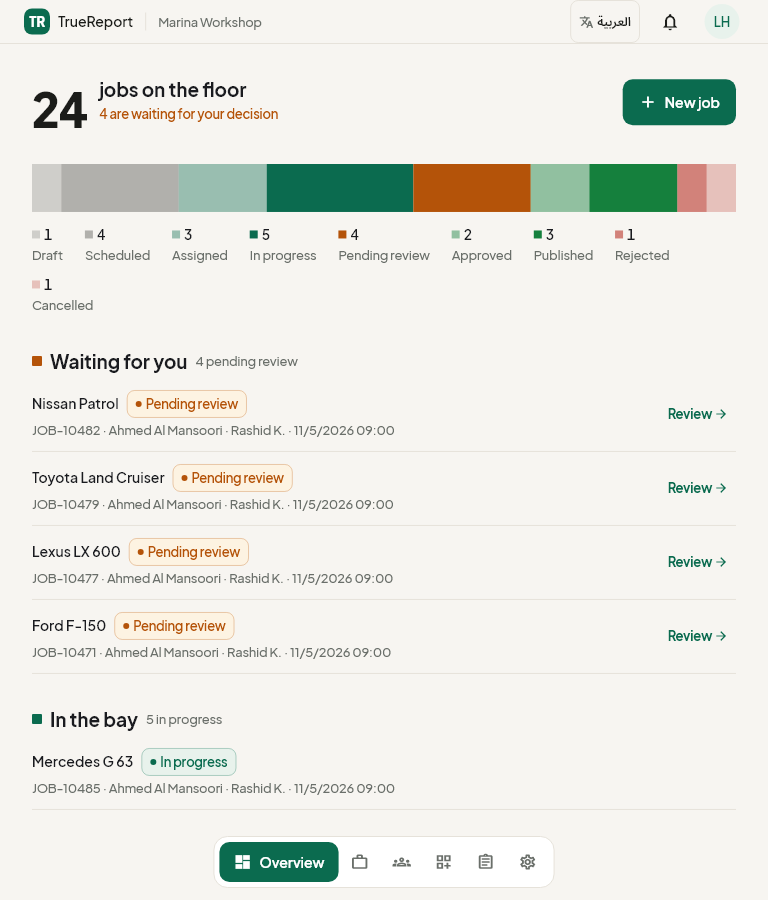 TR TrueReport Marina Workshop العربية LH
24 jobs on the floor
4 are waiting for your decision
+ New job
1 4 3 5 4 2 3 1
Draft Scheduled Assigned In progress Pending review Approved Published Rejected
1
Cancelled
Waiting for you 4 pending review
Nissan Patrol Pending review
JOB-10482 · Ahmed Al Mansoori · Rashid K. · 11/5/2026 09:00
Review →
Toyota Land Cruiser Pending review
JOB-10479 · Ahmed Al Mansoori · Rashid K. · 11/5/2026 09:00
Review →
Lexus LX 600 Pending review
JOB-10477 · Ahmed Al Mansoori · Rashid K. · 11/5/2026 09:00
Review →
Ford F-150 Pending review
JOB-10471 · Ahmed Al Mansoori · Rashid K. · 11/5/2026 09:00
Review →
In the bay 5 in progress
Mercedes G 63 In progress
JOB-10485 · Ahmed Al Mansoori · Rashid K. · 11/5/2026 09:00
Overview